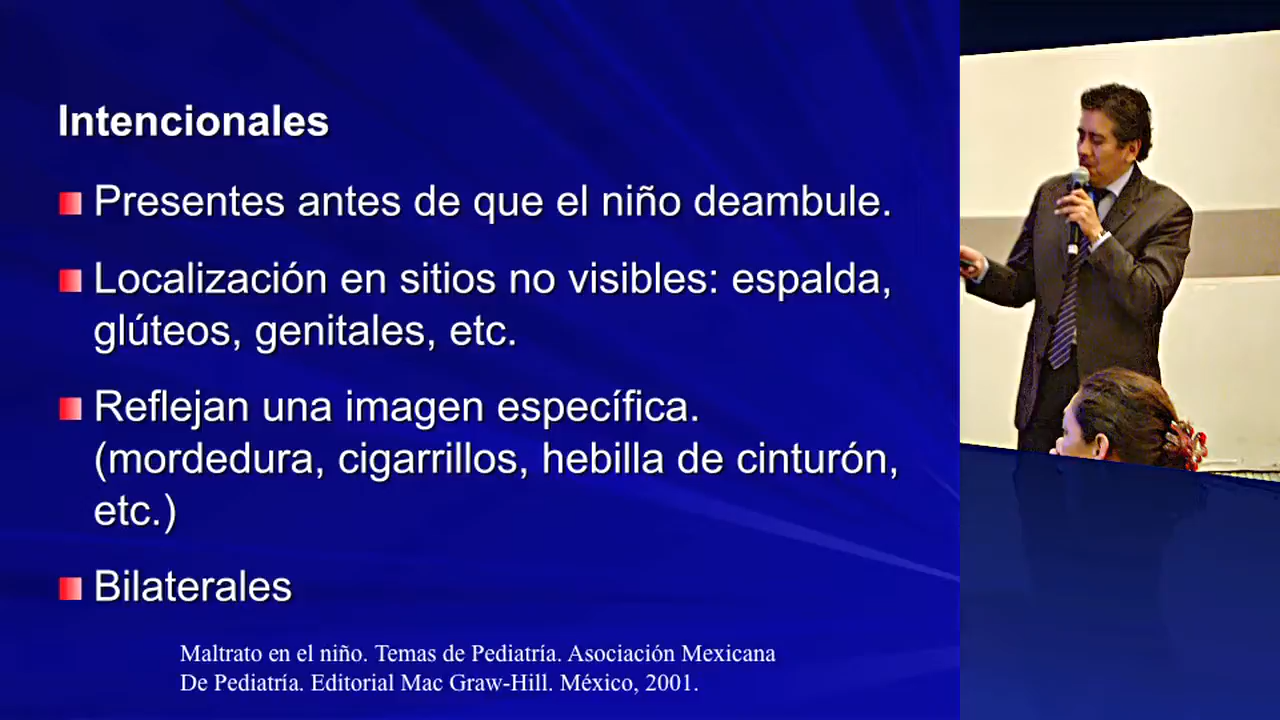 Intencionales
Presentes antes de que el niño deambule.
Localización en sitios no visibles: espalda,
glúteos, genitales, etc.
Reflejan una imagen específica.
(mordedura, cigarrillos, hebilla de cinturón,
etc.)
Bilaterales
Maltrato en el niño. Temas de Pediatría. Asociación Mexicana
De Pediatría. Editorial Mac Graw-Hill. México, 2001.